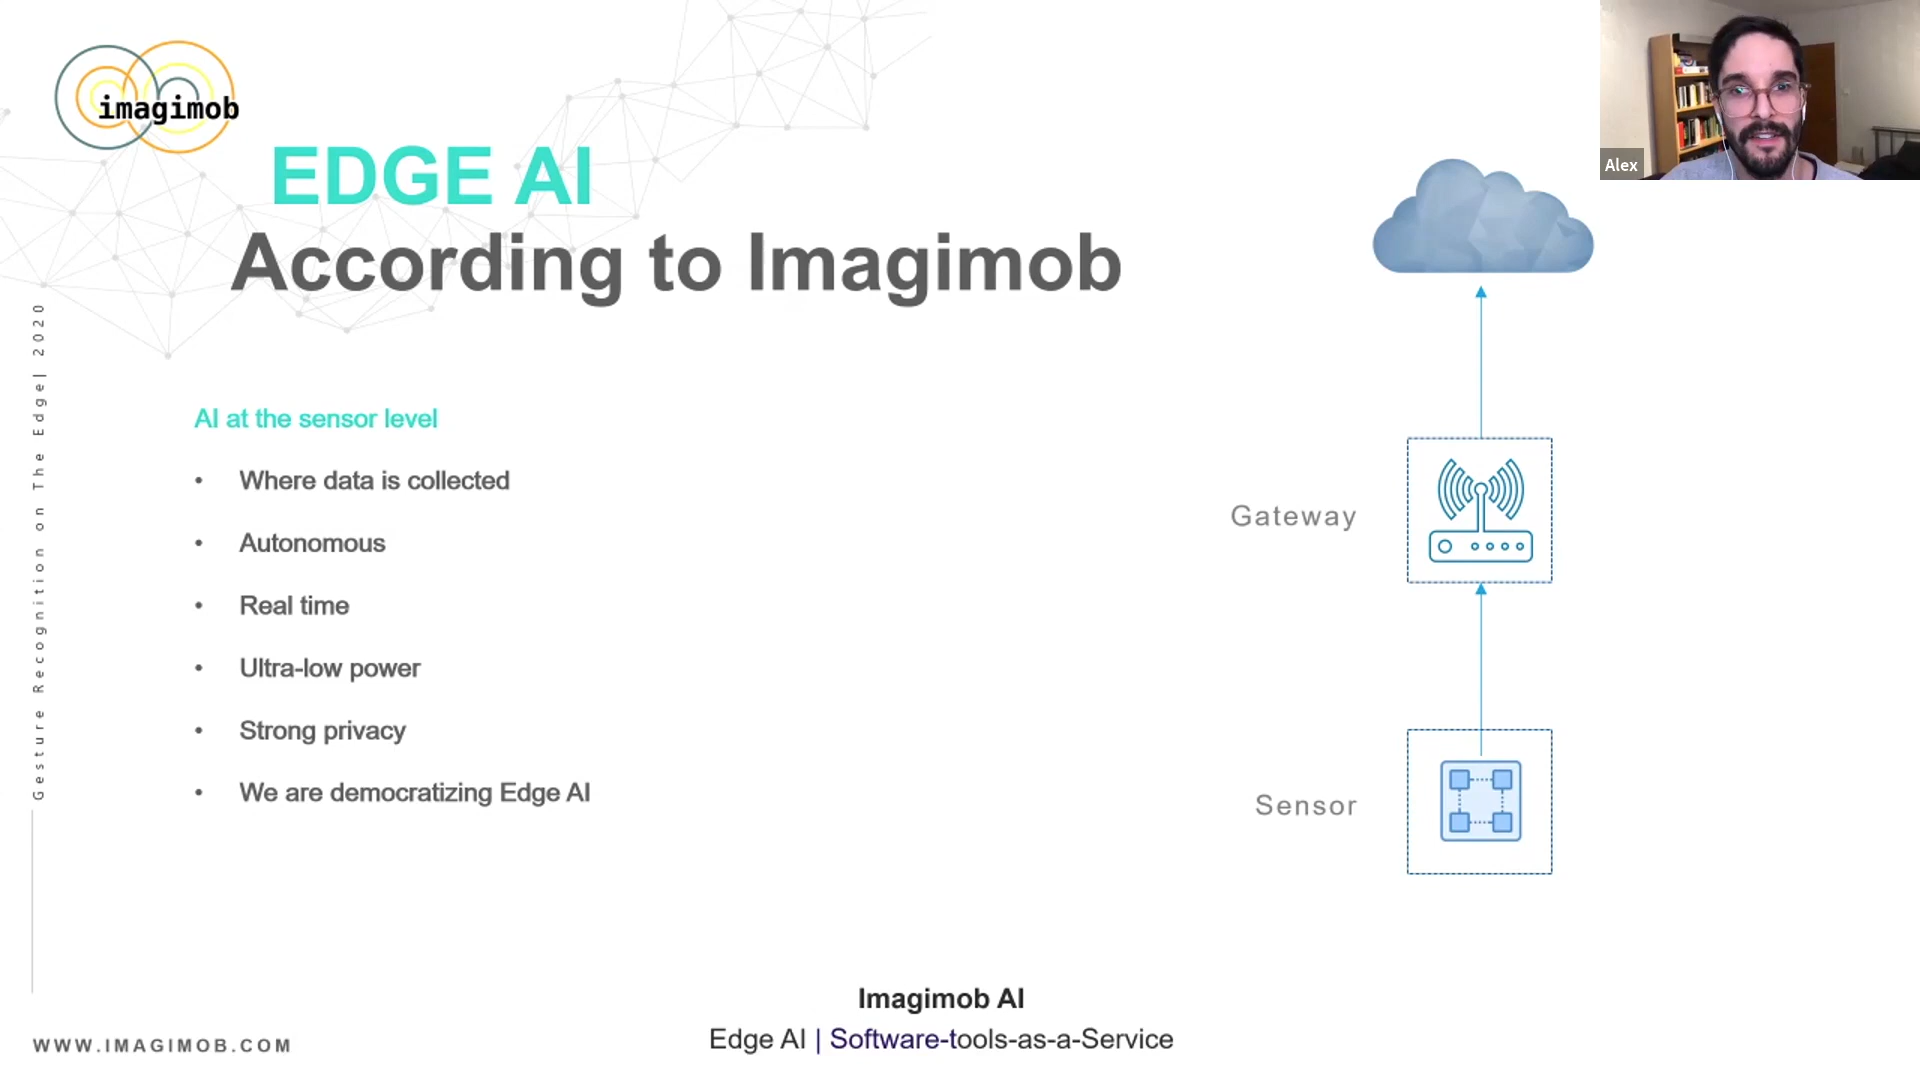 imagimob
Alex
EDGE AI
According to Imagimob
Gesture Recognition on The Edge| 2020
AI at the sensor level
• Where data is collected
• Autonomous
• Real time
• Ultra-low power
• Strong privacy
• We are democratizing Edge AI
Gateway
Sensor
Imagimob AI
Edge AI | Software-tools-as-a-Service
WWW.IMAGIMOB.COM